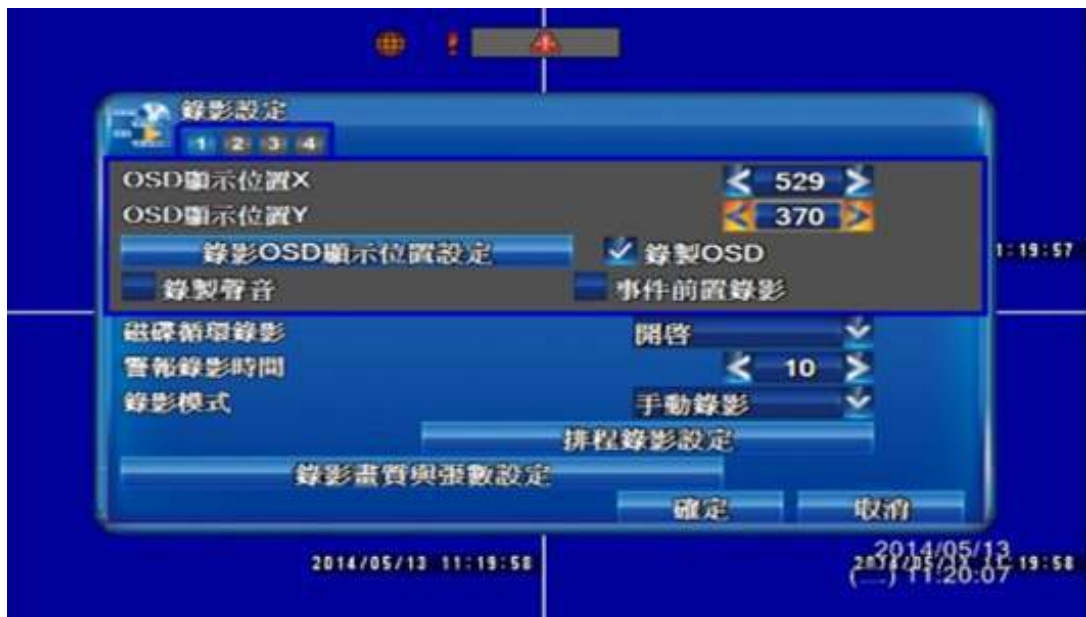 錄影設定
1 2 3 4
OSD顯示位置X 529
OSD顯示位置Y 370
錄影OSD顯示位置設定 錄製OSD
1:19:57
錄製聲音 事件前置錄影
磁碟循環錄影 開啓
警報錄影時間 10
錄影模式 手動錄影
排程錄影設定
錄影畫質與張數設定
確定 取消
2014/05/13
2014/05/13 11:19:58
(二) 11:20:07